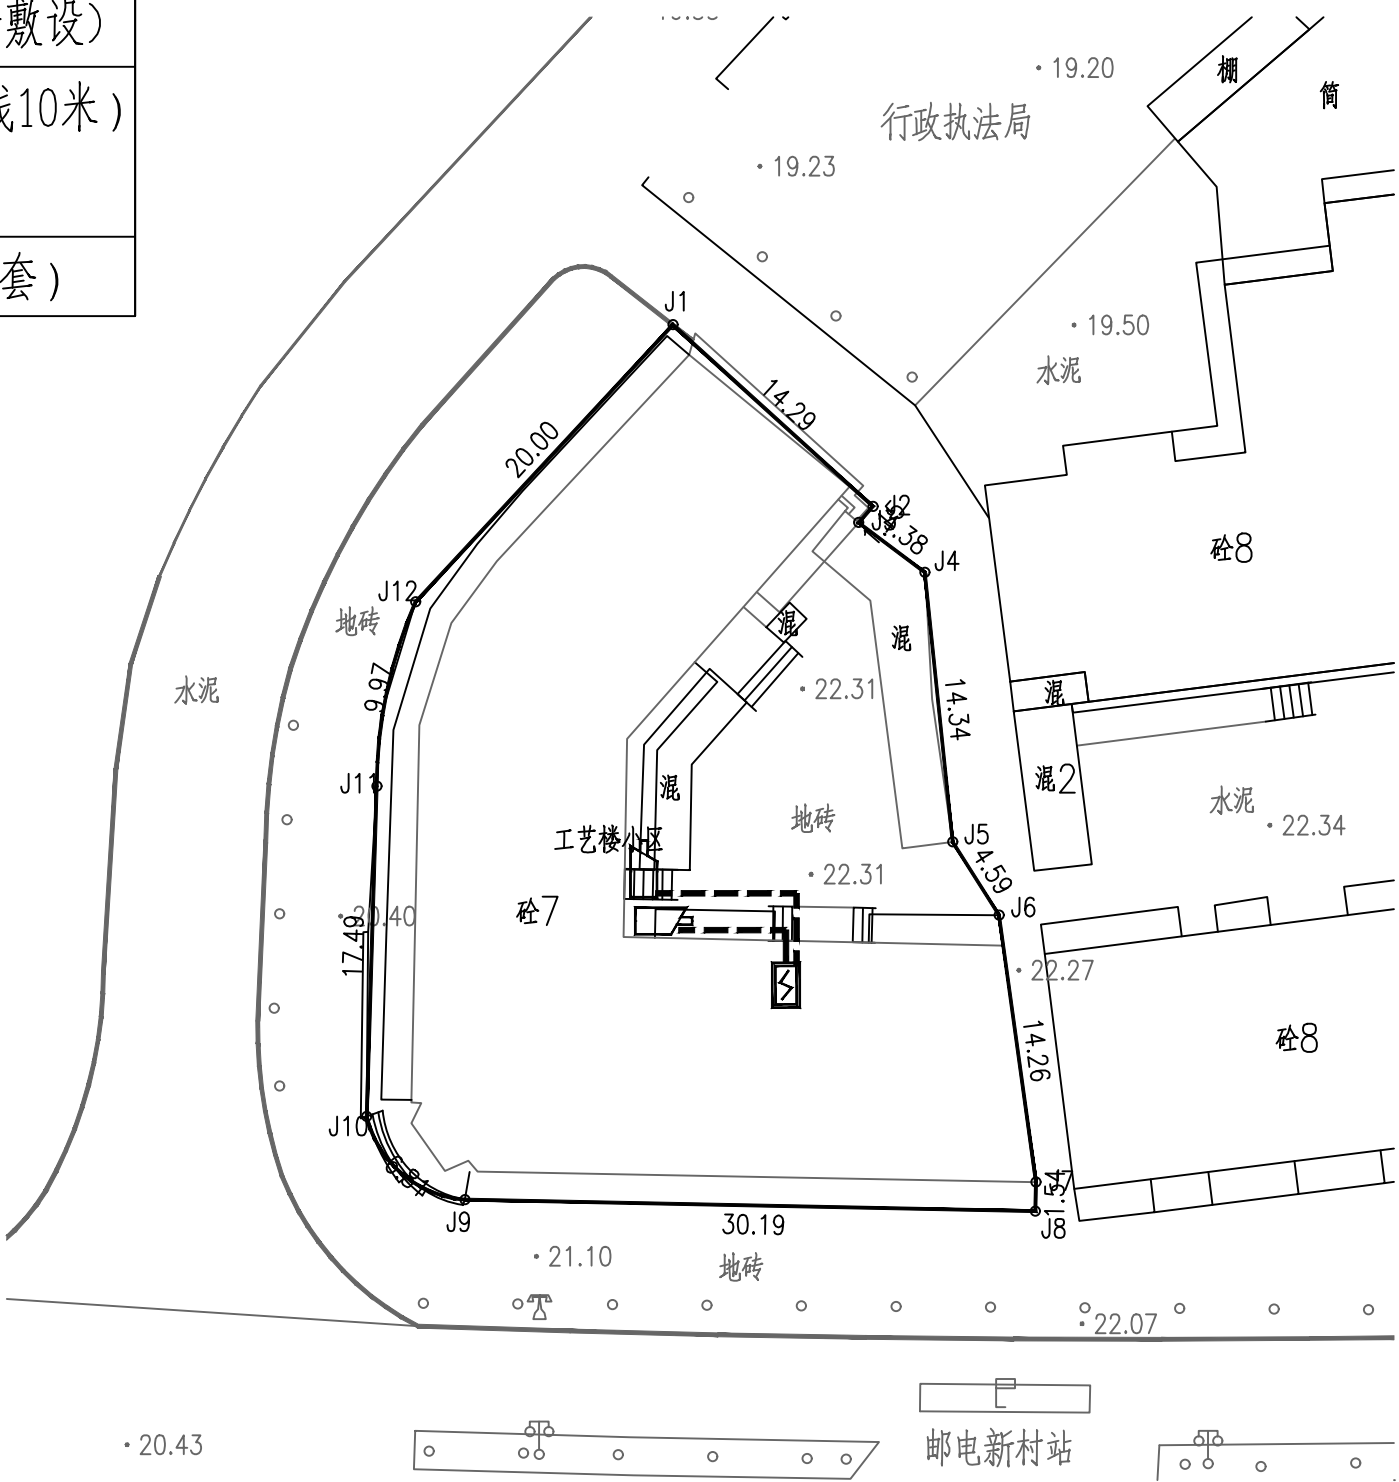 敷设）
线10米）
套）
19.20
棚
简
行政执法局
19.23
J1
19.50
水泥
14.29
20.00
J2
砼8
J4
J12
地砖
混
混
9.97
水泥
22.31
14.34
混
J11
混
混2
地砖
水泥
22.34
工艺楼小区
J5
4.59
22.31
砼7
20.40
J6
17.49
22.27
14.26
砼8
J10
1.54
J9
30.19
J8
21.10
地砖
22.07
20.43
邮电新村站